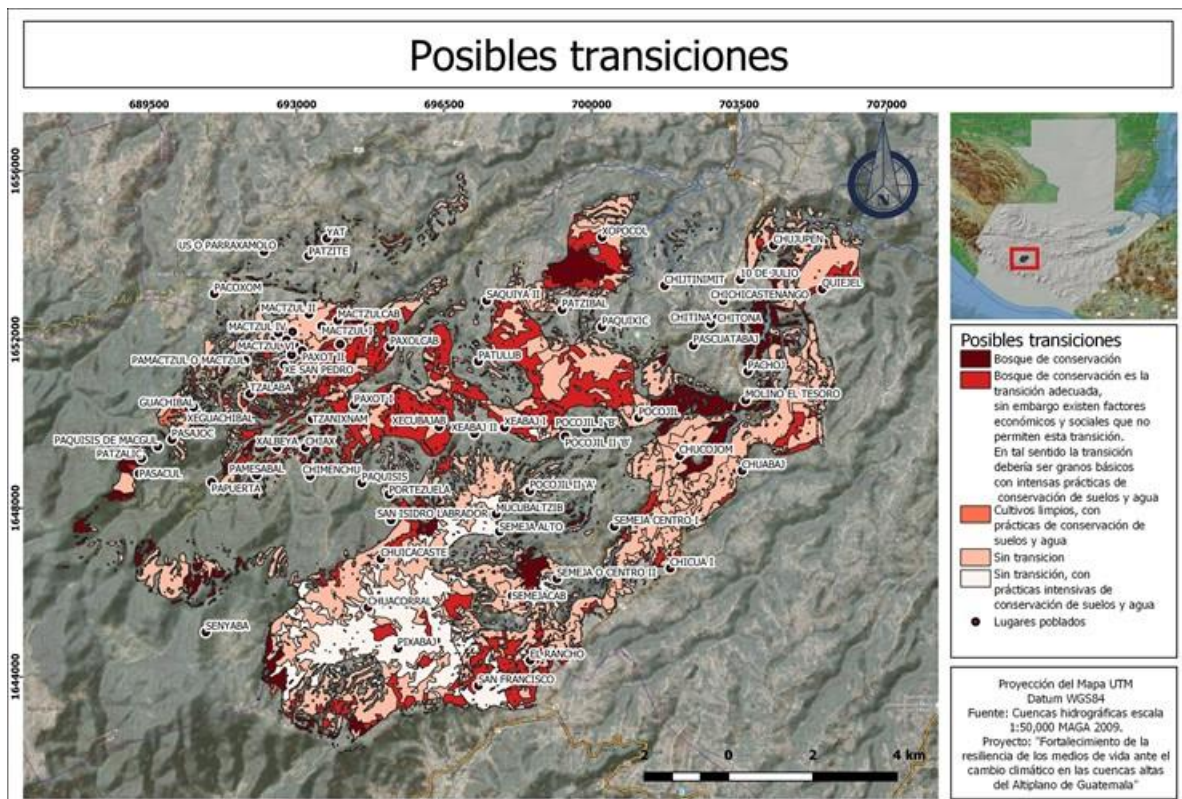 Posibles transiciones
689500 693000 696500 700000 703500 707000
1656000
1652000
1648000
1644000
N
YAT
US O PARRAXAMOLO
PATZITE
XOPOCOL
CHUJUPEN
10 DE JULIO
QUIEJEL
PACOXOM
CHIJTINIMIT
MACTZUL II
SAQUIYA II
CHICHICASTENANGO
PATZIBAL
MACTZULCAB
MACTZUL IV
MACTZUL I
PAQUIXIC
CHITINA
CHITONA
MACTZUL VI
PAXOLCAB
PASCUATABAJ
PAMACTZUL O MACTZUL
PAXOT II
PATULUB
XE SAN PEDRO
PACHOJ
TZALABA
MOLINO EL TESORO
GUACHIBAL
PAXOT I
XEGUACHIBAL
TZANIXNAM
POCOJIL
XECUBAJAB
XEABAJ I
POCOJIL I 'B'
PAQUISIS DE MACGUL
PASAJOC
XEABAJ II
XALBEYA
CHIAX
POCOJIL II 'B'
PATZALIC
CHUCOJOM
PASACUL
PAMESABAL
CHIMENCHU
CHUABAJ
PAPUERTA
PAQUISIS
PORTEZUELA
POCOJIL II 'A'
MUCUBALTZIB
SAN ISIDRO LABRADOR
SEMEJA ALTO
SEMEJA CENTRO I
CHUICACASTE
SEMEJA O CENTRO II
CHICUA I
SEMEJACAB
CHUACORRAL
SENYABA
PIXABAJ
EL RANCHO
SAN FRANCISCO
2 0 2 4 km
Posibles transiciones
Bosque de conservación
Bosque de conservación es la
transición adecuada,
sin embargo existen factores
económicos y sociales que no
permiten esta transición.
En tal sentido la transición
debería ser granos básicos
con intensas prácticas de
conservación de suelos y agua
Cultivos limpios, con
prácticas de conservación de
suelos y agua
Sin transicion
Sin transición, con
prácticas intensivas de
conservación de suelos y agua
Lugares poblados
Proyección del Mapa UTM
Datum WGS84
Fuente: Cuencas hidrográficas escala
1:50,000 MAGA 2009.
Proyecto: "Fortalecimiento de la
resiliencia de los medios de vida ante el
cambio climático en las cuencas altas
del Altiplano de Guatemala"